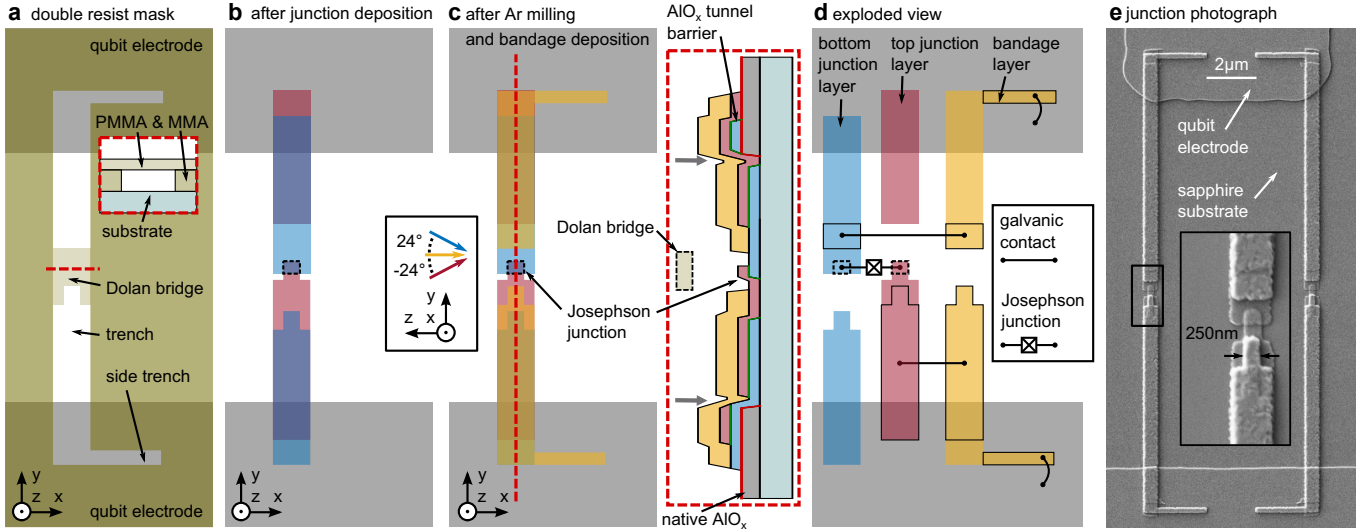 a double resist mask
qubit electrode
PMMA & MMA
substrate
Dolan bridge
trench
side trench
y
z x
qubit electrode
b after junction deposition
y
z x
c after Ar milling
and bandage deposition
24°
-24°
y
z x
AlOₓ tunnel
barrier
Dolan bridge
Josephson
junction
native AlOₓ
d exploded view
bottom
junction
layer
top junction
layer
bandage
layer
galvanic
contact
Josephson
junction
e junction photograph
2μm
qubit
electrode
sapphire
substrate
250nm